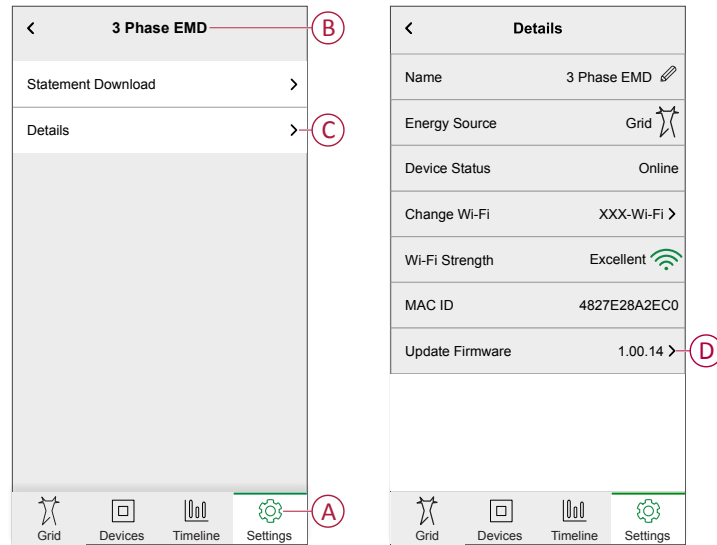 3 Phase EMD
B
Statement Download
Details
C
Grid
Devices
Timeline
Settings
A
Details
Name 3 Phase EMD
Energy Source Grid
Device Status Online
Change Wi-Fi XXX-Wi-Fi
Wi-Fi Strength Excellent
MAC ID 4827E28A2EC0
Update Firmware 1.00.14
D
Grid
Devices
Timeline
Settings